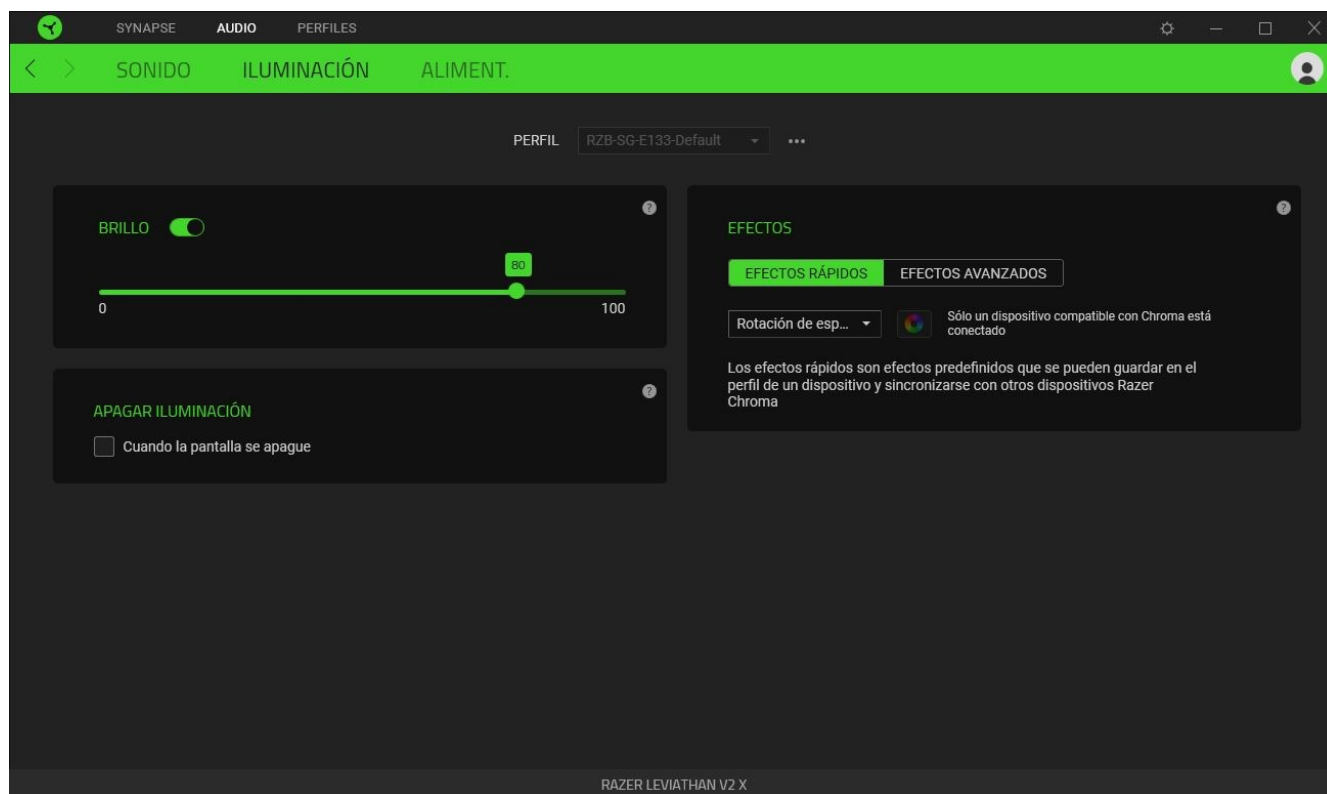 SYNAPSE AUDIO PERFILES
SONIDO ILUMINACIÓN ALIMENT.
PERFIL RZB-SG-E133-Default
BRILLO
80
0 100
APAGAR ILUMINACIÓN
Cuando la pantalla se apague
EFECTOS
EFECTOS RÁPIDOS EFECTOS AVANZADOS
Rotación de esp...
Sólo un dispositivo compatible con Chroma está
conectado
Los efectos rápidos son efectos predefinidos que se pueden guardar en el
perfil de un dispositivo y sincronizarse con otros dispositivos Razer
Chroma
RAZER LEVIATHAN V2 X